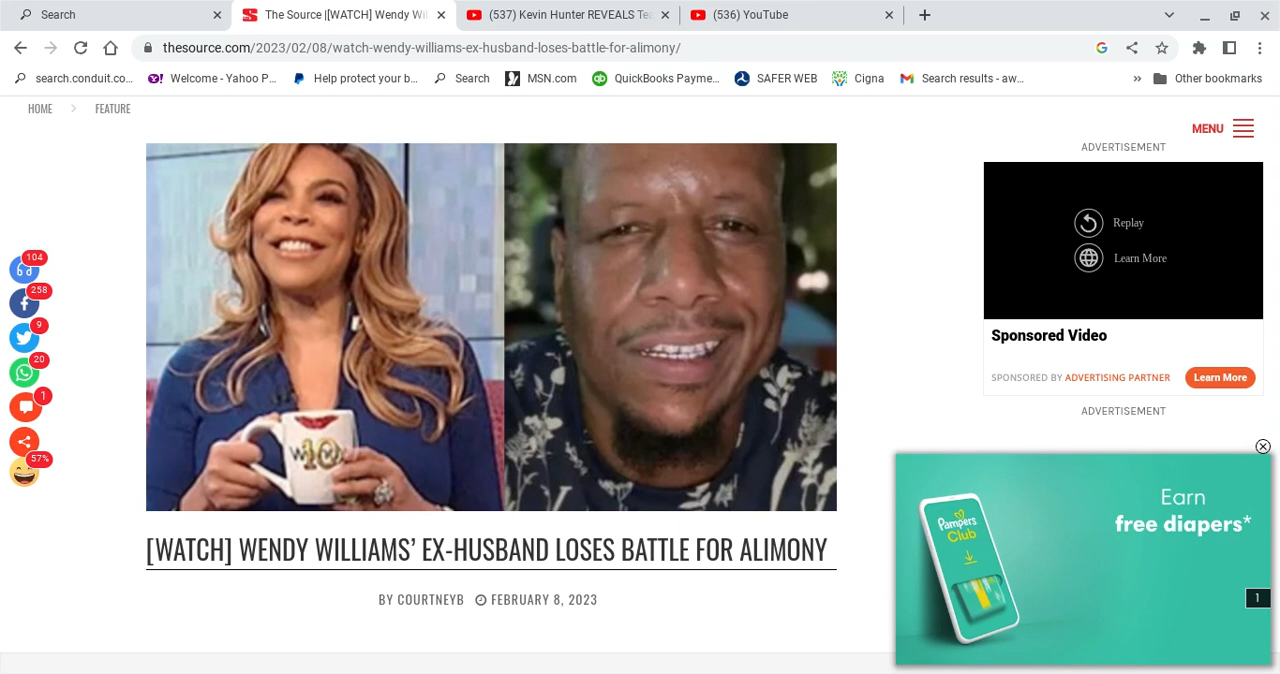 Search
The Source |[WATCH] Wendy Wil
(537) Kevin Hunter REVEALS Tea
(536) YouTube
thesource.com/2023/02/08/watch-wendy-williams-ex-husband-loses-battle-for-alimony/
search.conduit.co...
Welcome - Yahoo P...
Help protect your b...
Search
MSN.com
QuickBooks Payme...
SAFER WEB
Cigna
Search results - aw...
»
Other bookmarks
HOME
FEATURE
MENU
ADVERTISEMENT
Replay
Learn More
Sponsored Video
SPONSORED BY ADVERTISING PARTNER
Learn More
ADVERTISEMENT
104
258
9
20
1
57%
10
[WATCH] WENDY WILLIAMS’ EX-HUSBAND LOSES BATTLE FOR ALIMONY
BY COURTNEYB
FEBRUARY 8, 2023
Earn
free diapers*
Pampers
Club
1